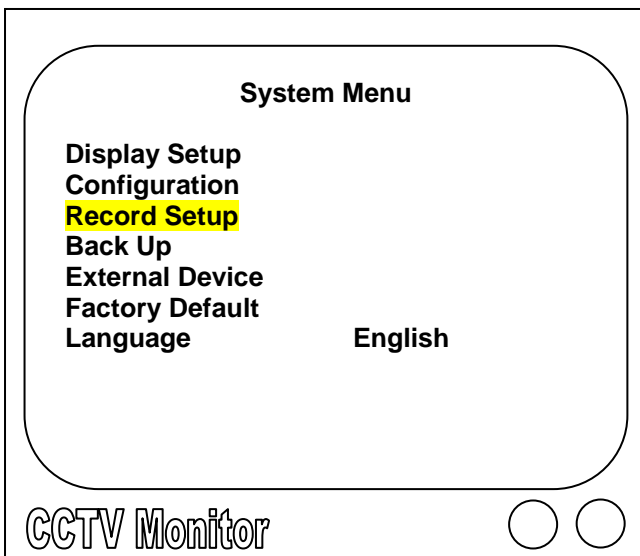 System Menu
Display Setup
Configuration
Record Setup
Back Up
External Device
Factory Default
Language English
CCTV Monitor